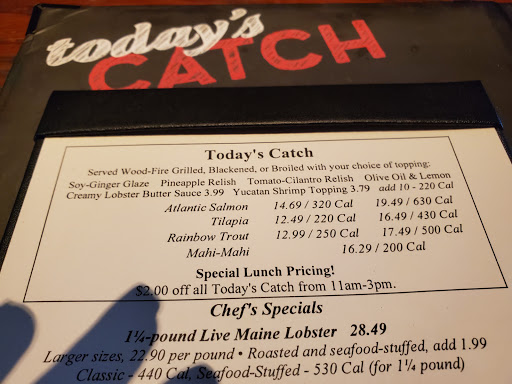 today's
CATCH
Today's Catch
Served Wood-Fire Grilled, Blackened, or Broiled with your choice of topping:
Soy-Ginger Glaze Pineapple Relish Tomato-Cilantro Relish Olive Oil & Lemon
Creamy Lobster Butter Sauce 3.99 Yucatan Shrimp Topping 3.79 add 10 - 220 Cal
Atlantic Salmon 14.69 / 320 Cal 19.49 / 630 Cal
Tilapia 12.49 / 220 Cal 16.49 / 430 Cal
Rainbow Trout 12.99 / 250 Cal 17.49 / 500 Cal
Mahi-Mahi 16.29 / 200 Cal
Special Lunch Pricing!
$2.00 off all Today's Catch from 11am-3pm.
Chef's Specials
1¼-pound Live Maine Lobster 28.49
Larger sizes, 22.90 per pound • Roasted and seafood-stuffed, add 1.99
Classic - 440 Cal, Seafood-Stuffed - 530 Cal (for 1¼ pound)